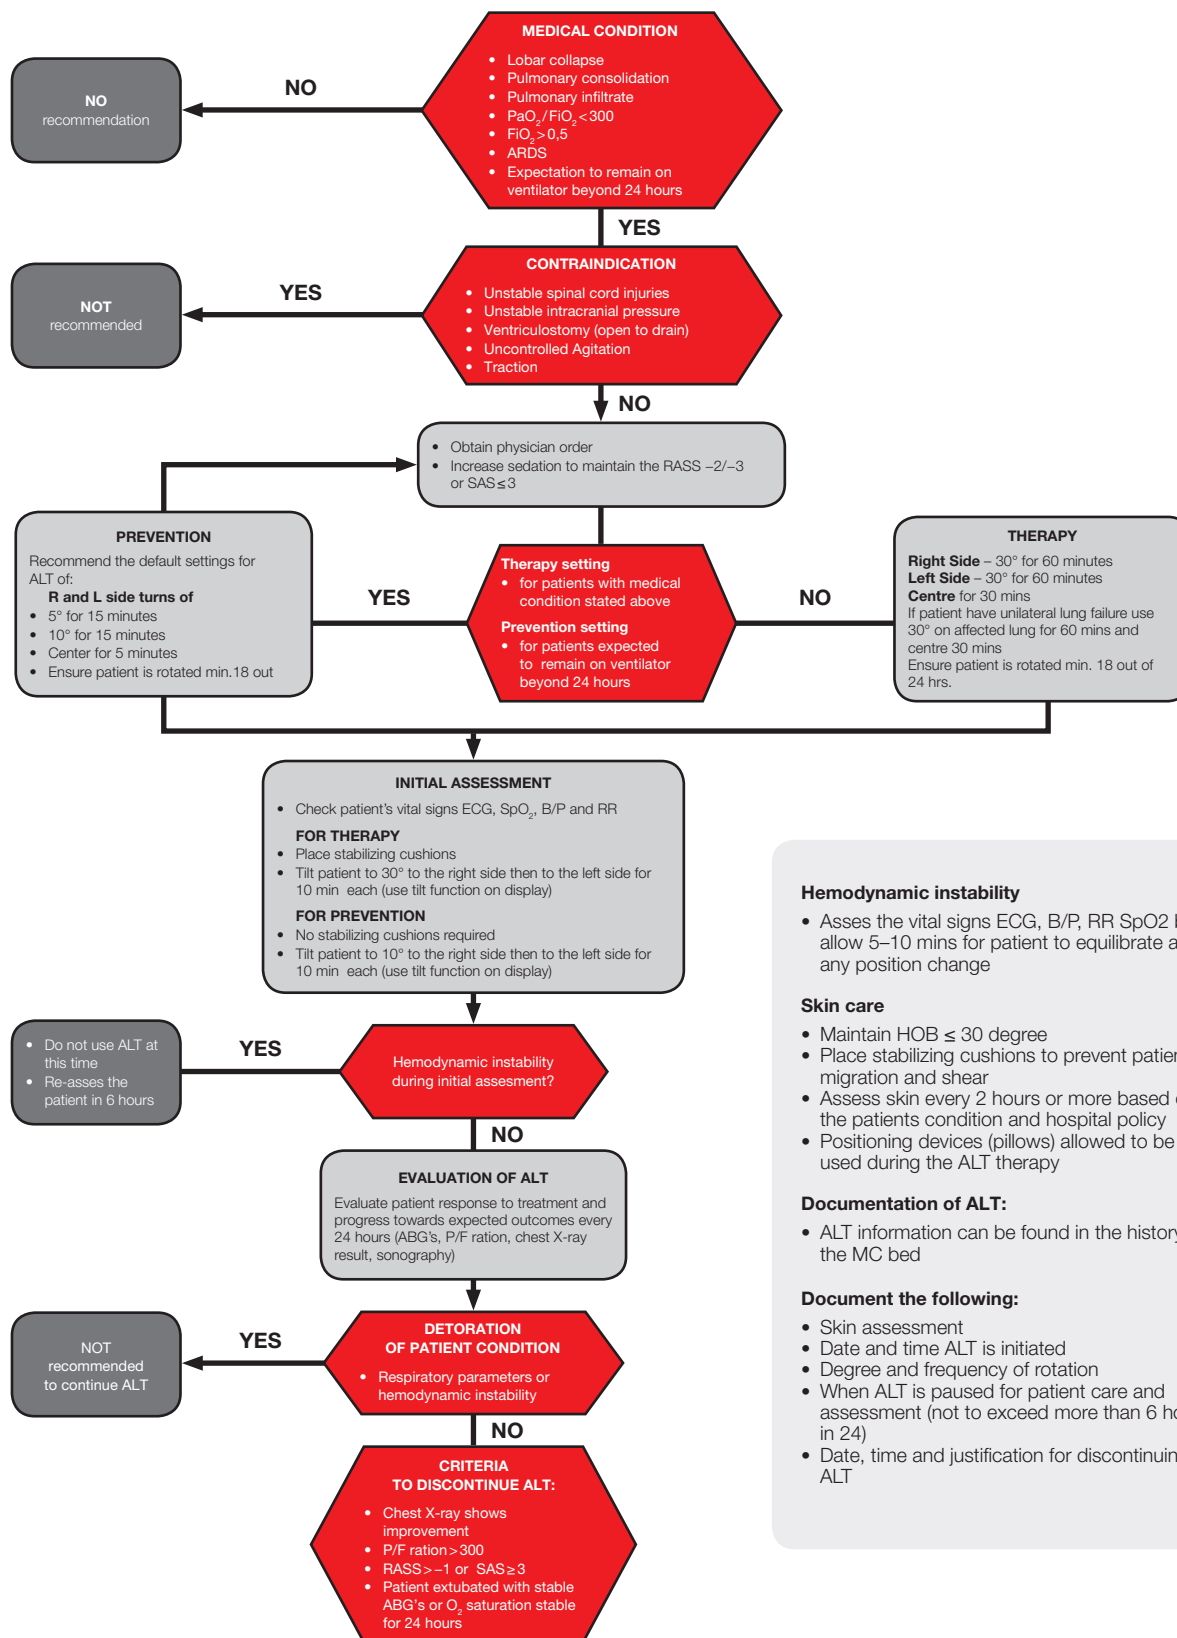 MEDICAL CONDITION
• Lobar collapse
• Pulmonary consolidation
• Pulmonary infiltrate
• PaO₂/FiO₂<300
• FiO₂>0,5
• ARDS
• Expectation to remain on
ventilator beyond 24 hours
NO
NO
recommendation
YES
CONTRAINDICATION
• Unstable spinal cord injuries
• Unstable intracranial pressure
• Ventriculostomy (open to drain)
• Uncontrolled Agitation
• Traction
YES
NOT
recommended
NO
• Obtain physician order
• Increase sedation to maintain the RASS −2/−3
or SAS≤3
PREVENTION
Recommend the default settings for
ALT of:
R and L side turns of
• 5° for 15 minutes
• 10° for 15 minutes
• Center for 5 minutes
• Ensure patient is rotated min.18 out
YES
Therapy setting
• for patients with medical
condition stated above
Prevention setting
• for patients expected
to remain on ventilator
beyond 24 hours
NO
THERAPY
Right Side – 30° for 60 minutes
Left Side – 30° for 60 minutes
Centre for 30 mins
If patient have unilateral lung failure use
30° on affected lung for 60 mins and
centre 30 mins
Ensure patient is rotated min. 18 out of
24 hrs.
INITIAL ASSESSMENT
• Check patient's vital signs ECG, SpO₂, B/P and RR
FOR THERAPY
• Place stabilizing cushions
• Tilt patient to 30° to the right side then to the left side for
10 min each (use tilt function on display)
FOR PREVENTION
• No stabilizing cushions required
• Tilt patient to 10° to the right side then to the left side for
10 min each (use tilt function on display)
Hemodynamic instability
during initial assesment?
YES
• Do not use ALT at
this time
• Re-asses the
patient in 6 hours
NO
EVALUATION OF ALT
Evaluate patient response to treatment and
progress towards expected outcomes every
24 hours (ABG's, P/F ration, chest X-ray
result, sonography)
DETORATION
OF PATIENT CONDITION
• Respiratory parameters or
hemodynamic instability
YES
NOT
recommended
to continue ALT
NO
CRITERIA
TO DISCONTINUE ALT:
• Chest X-ray shows
improvement
• P/F ration>300
• RASS>−1 or SAS≥3
• Patient extubated with stable
ABG's or O₂ saturation stable
for 24 hours
Hemodynamic instability
• Asses the vital signs ECG, B/P, RR SpO2
allow 5–10 mins for patient to equilibrate
any position change
Skin care
• Maintain HOB ≤ 30 degree
• Place stabilizing cushions to prevent
migration and shear
• Assess skin every 2 hours or more based
the patients condition and hospital policy
• Positioning devices (pillows) allowed to be
used during the ALT therapy
Documentation of ALT:
• ALT information can be found in the history
the MC bed
Document the following:
• Skin assessment
• Date and time ALT is initiated
• Degree and frequency of rotation
• When ALT is paused for patient care and
assessment (not to exceed more than 6
in 24)
• Date, time and justification for
ALT